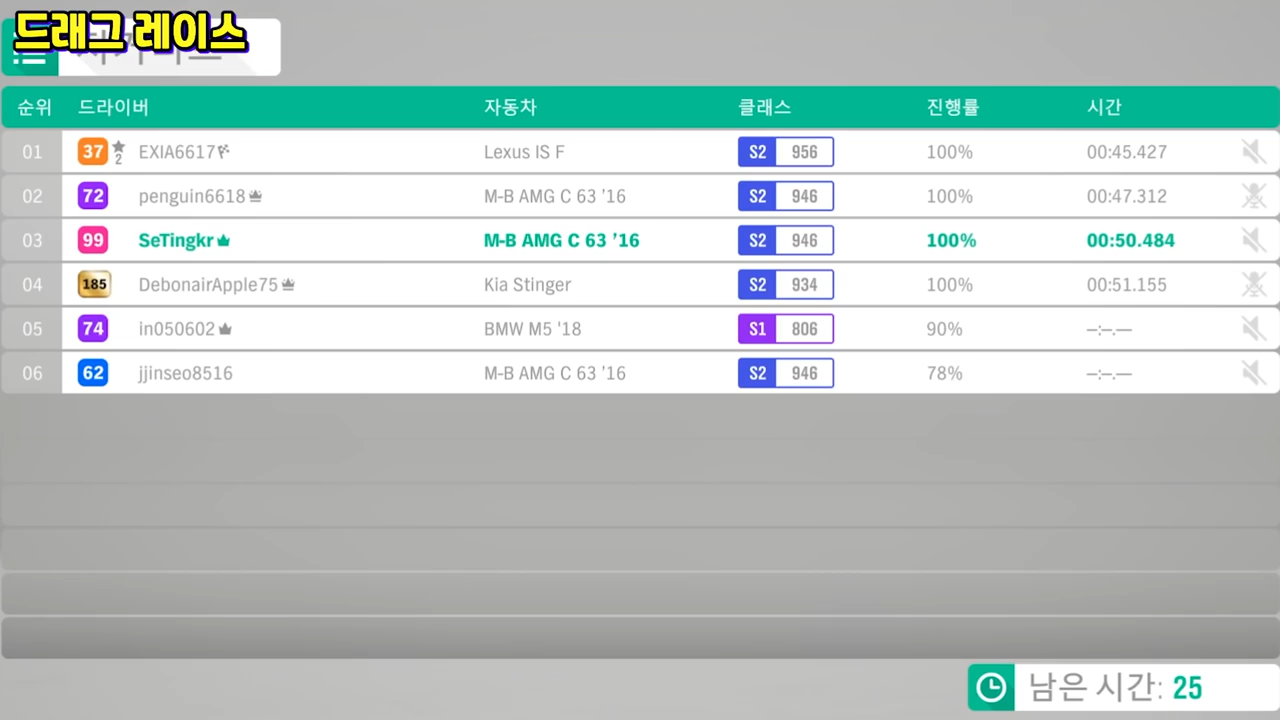 드래그 레이스
순위 드라이버 자동차 클래스 진행률 시간
01 37 2 EXIA6617 Lexus IS F S2 956 100% 00:45.427
02 72 penguin6618 M-B AMG C 63 '16 S2 946 100% 00:47.312
03 99 SeTingkr M-B AMG C 63 '16 S2 946 100% 00:50.484
04 185 DebonairApple75 Kia Stinger S2 934 100% 00:51.155
05 74 in050602 BMW M5 '18 S1 806 90% --:--.---
06 62 jjinseo8516 M-B AMG C 63 '16 S2 946 78% --:--.---
남은 시간: 25